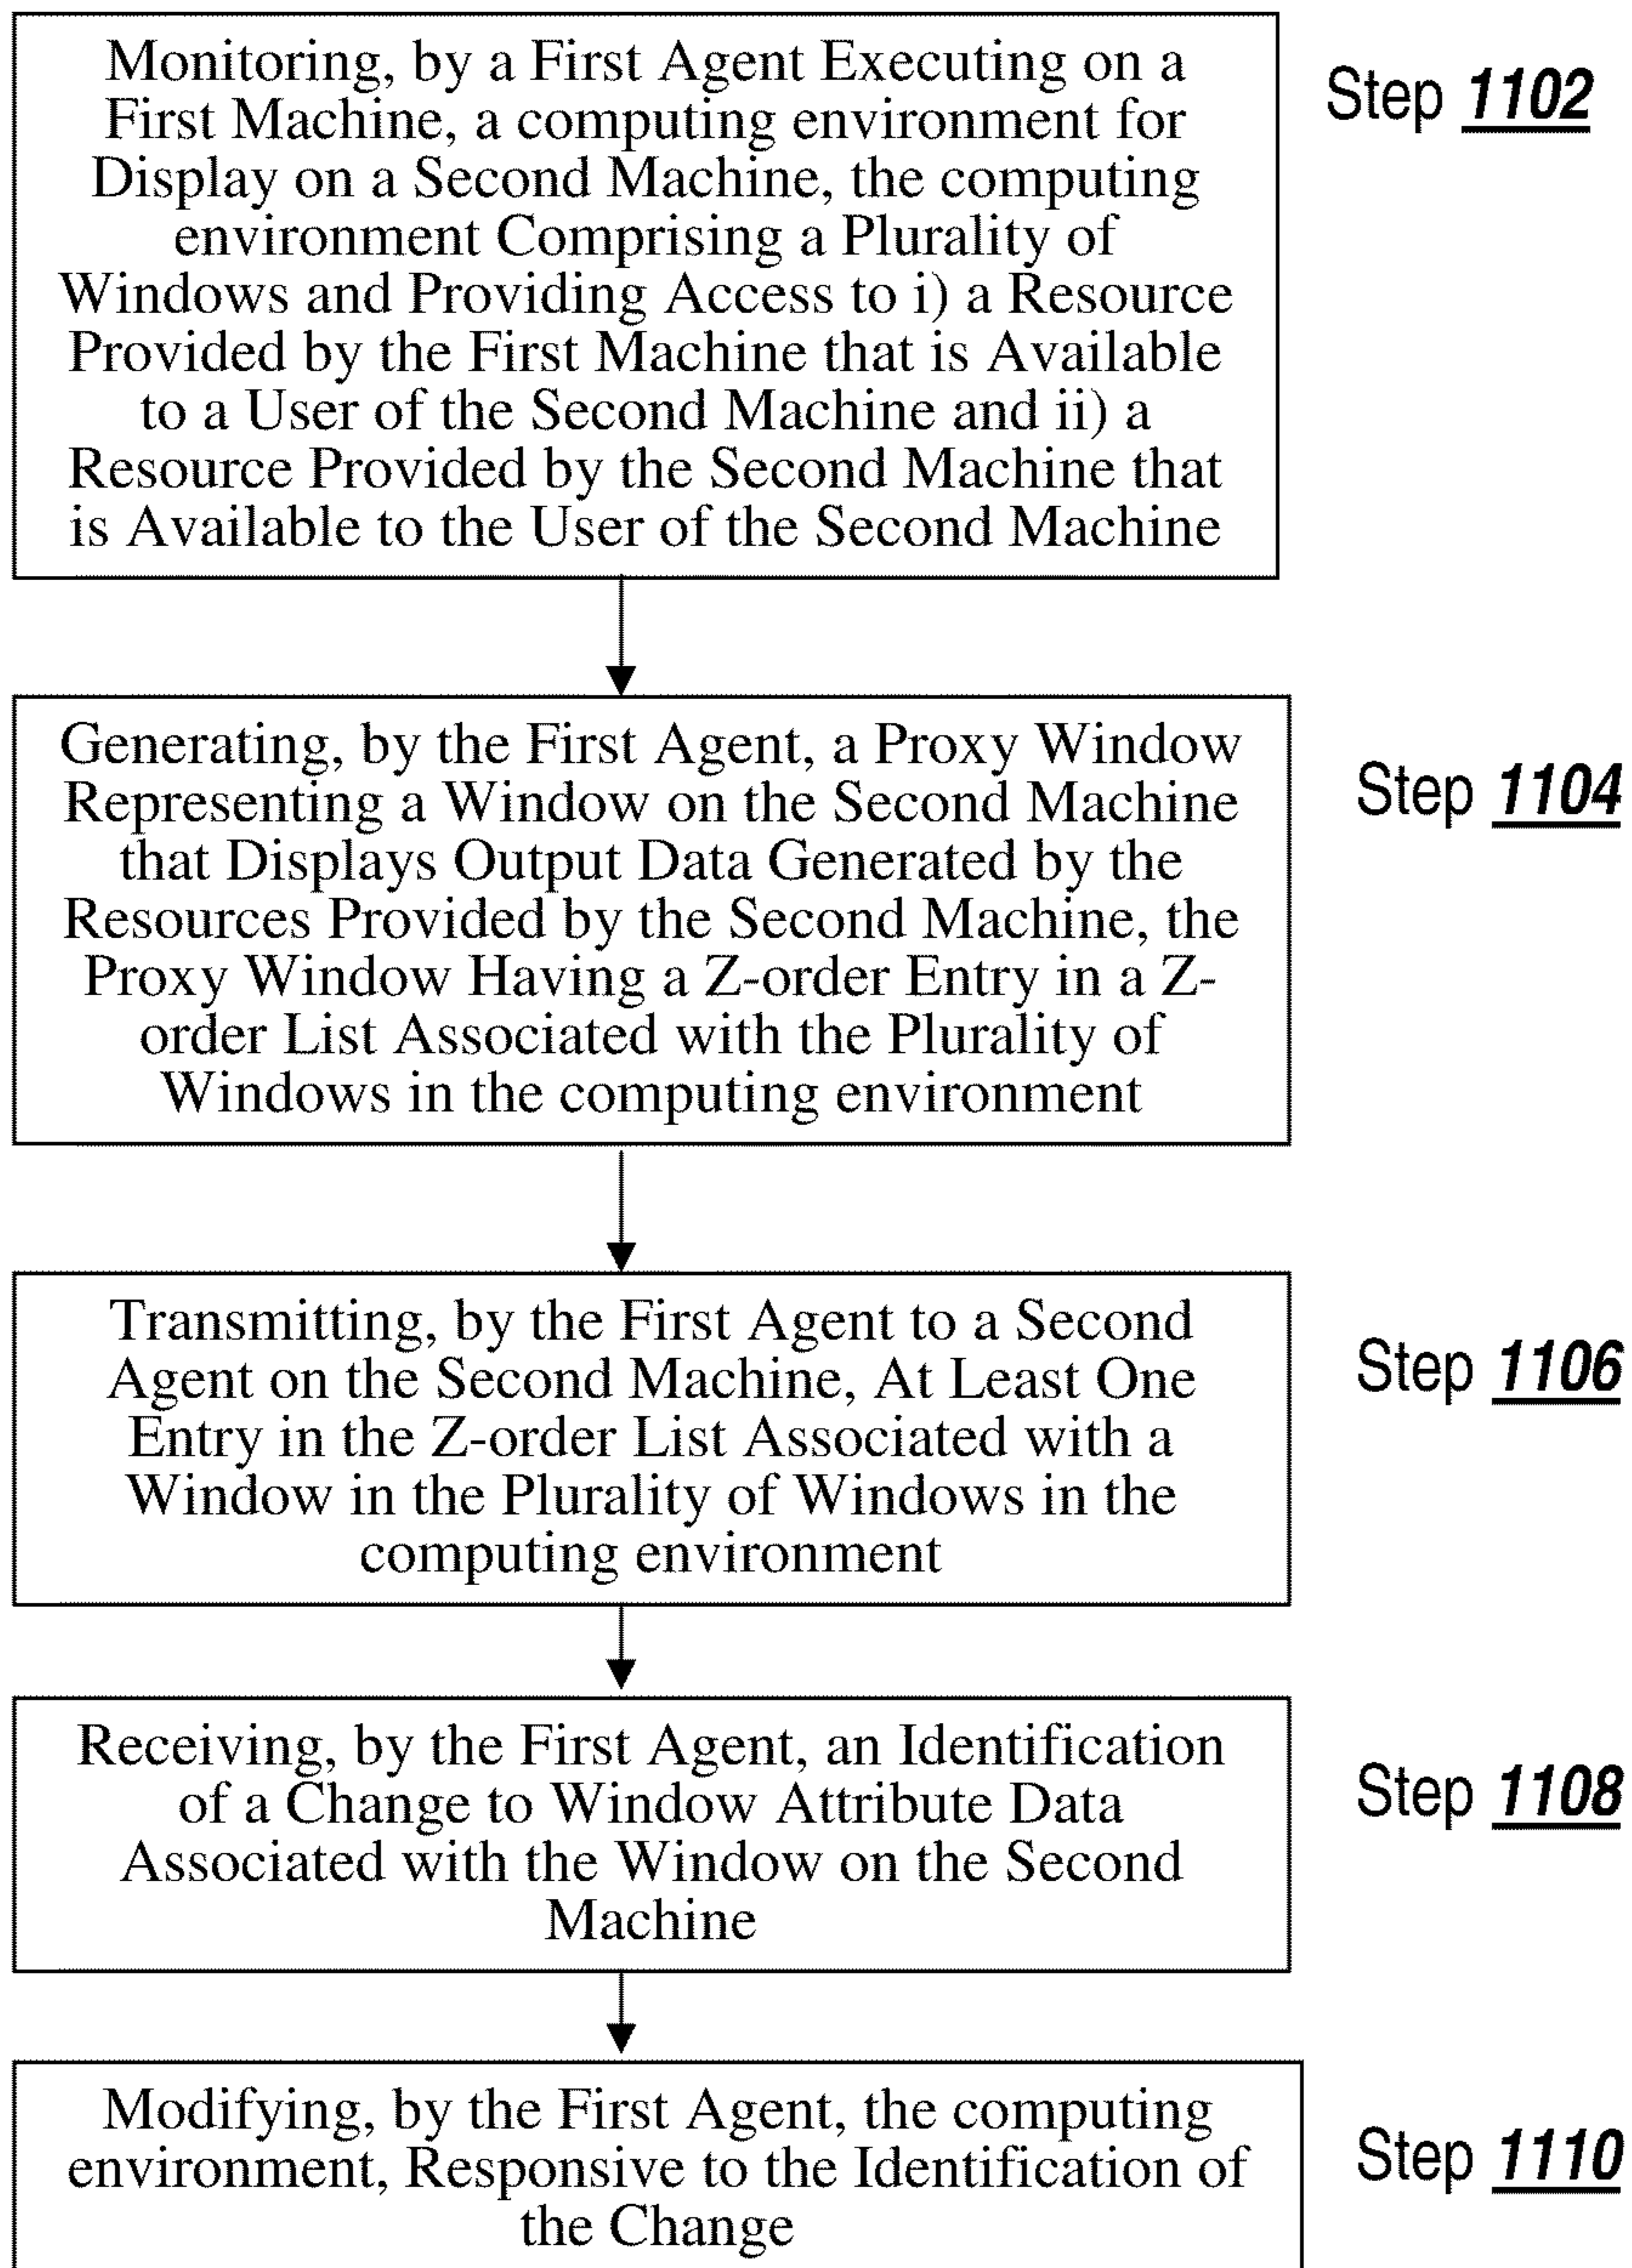 Monitoring, by a First Agent Executing on a
First Machine, a computing environment for
Display on a Second Machine, the computing
environment Comprising a Plurality of
Windows and Providing Access to i) a Resource
Provided by the First Machine that is Available
to a User of the Second Machine and ii) a
Resource Provided by the Second Machine that
is Available to the User of the Second Machine
Step 1102
Generating, by the First Agent, a Proxy Window
Representing a Window on the Second Machine
that Displays Output Data Generated by the
Resources Provided by the Second Machine, the
Proxy Window Having a Z-order Entry in a Z-
order List Associated with the Plurality of
Windows in the computing environment
Step 1104
Transmitting, by the First Agent to a Second
Agent on the Second Machine, At Least One
Entry in the Z-order List Associated with a
Window in the Plurality of Windows in the
computing environment
Step 1106
Receiving, by the First Agent, an Identification
of a Change to Window Attribute Data
Associated with the Window on the Second
Machine
Step 1108
Modifying, by the First Agent, the computing
environment, Responsive to the Identification of
the Change
Step 1110